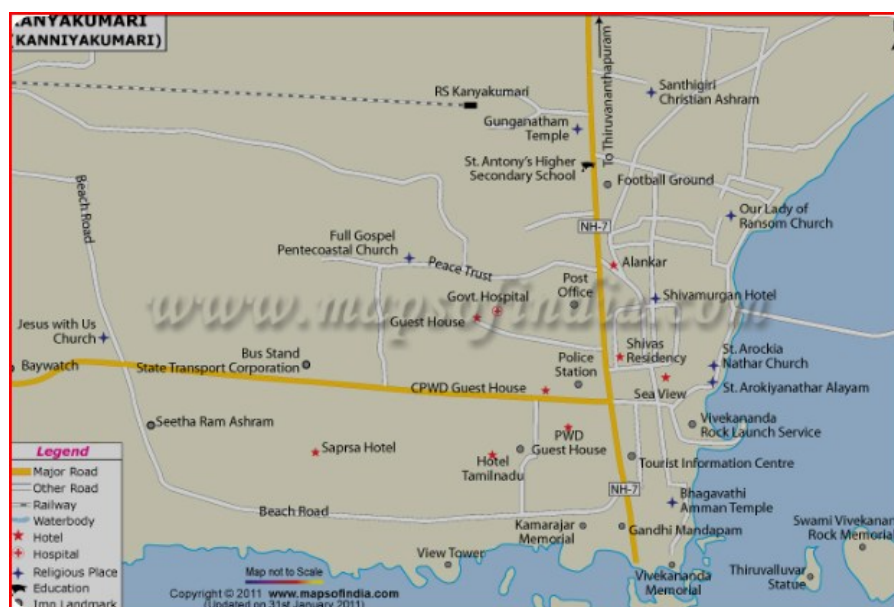 KANYAKUMARI
(KANNIYAKUMARI)
To Thiruvananthapuram
RS Kanyakumari
Santhigiri
Christian Ashram
Gunganatham
Temple
St. Antony's Higher
Secondary School
Football Ground
Beach Road
Our Lady of
Ransom Church
NH-7
Full Gospel
Pentecoastal Church
Peace Trust
Alankar
Post
Office
Govt. Hospital
Shivamurgan Hotel
www.mapsofindia.com
Guest House
Jesus with Us
Church
Shivas
Residency
St. Arockia
Nathar Church
Bus Stand
State Transport Corporation
Police
Station
Baywatch
CPWD Guest House
Sea View
St. Arokiyanathar Alayam
Seetha Ram Ashram
Vivekananda
Rock Launch Service
PWD
Guest House
Saprsa Hotel
Hotel
Tamilnadu
Tourist Information Centre
Legend
Major Road
Other Road
Railway
Waterbody
Hotel
Hospital
Religious Place
Education
Imp Landmark
NH-7
Bhagavathi
Amman Temple
Beach Road
Kamarajar
Memorial
Gandhi Mandapam
Swami Vivekan
Rock Memorial
View Tower
Vivekananda
Memorial
Thiruvalluvar
Statue
Map not to Scale
Copyright © 2011 www.mapsofindia.com
(Updated on 31st January 2011)